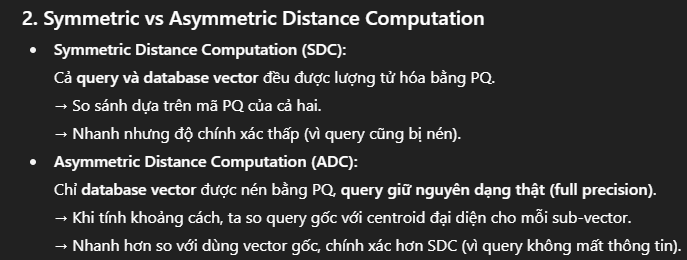 2. Symmetric vs Asymmetric Distance Computation
• Symmetric Distance Computation (SDC):
Cả query và database vector đều được lượng tử hóa bằng PQ.
→ So sánh dựa trên mã PQ của cả hai.
→ Nhanh nhưng độ chính xác thấp (vì query cũng bị nén).
• Asymmetric Distance Computation (ADC):
Chỉ database vector được nén bằng PQ, query giữ nguyên dạng thật (full precision).
→ Khi tính khoảng cách, ta so query gốc với centroid đại diện cho mỗi sub-vector.
→ Nhanh hơn so với dùng vector gốc, chính xác hơn SDC (vì query không mất thông tin).